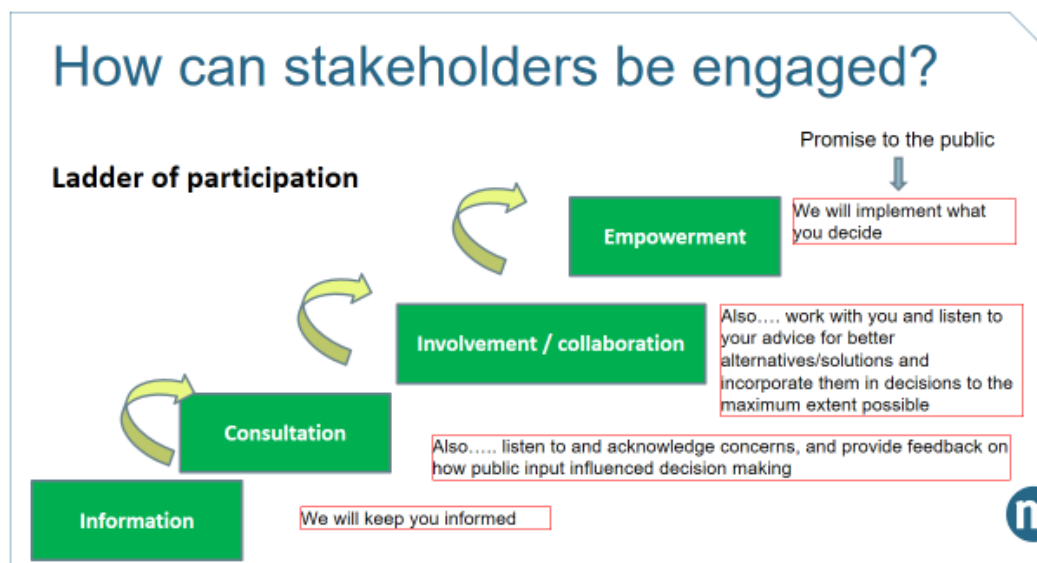 How can stakeholders be engaged?
Promise to the public
Ladder of participation
Empowerment
We will implement what
you decide
Involvement / collaboration
Also…. work with you and listen to
your advice for better
alternatives/solutions and
incorporate them in decisions to the
maximum extent possible
Consultation
Also….. listen to and acknowledge concerns, and provide feedback on
how public input influenced decision making
Information
We will keep you informed
n